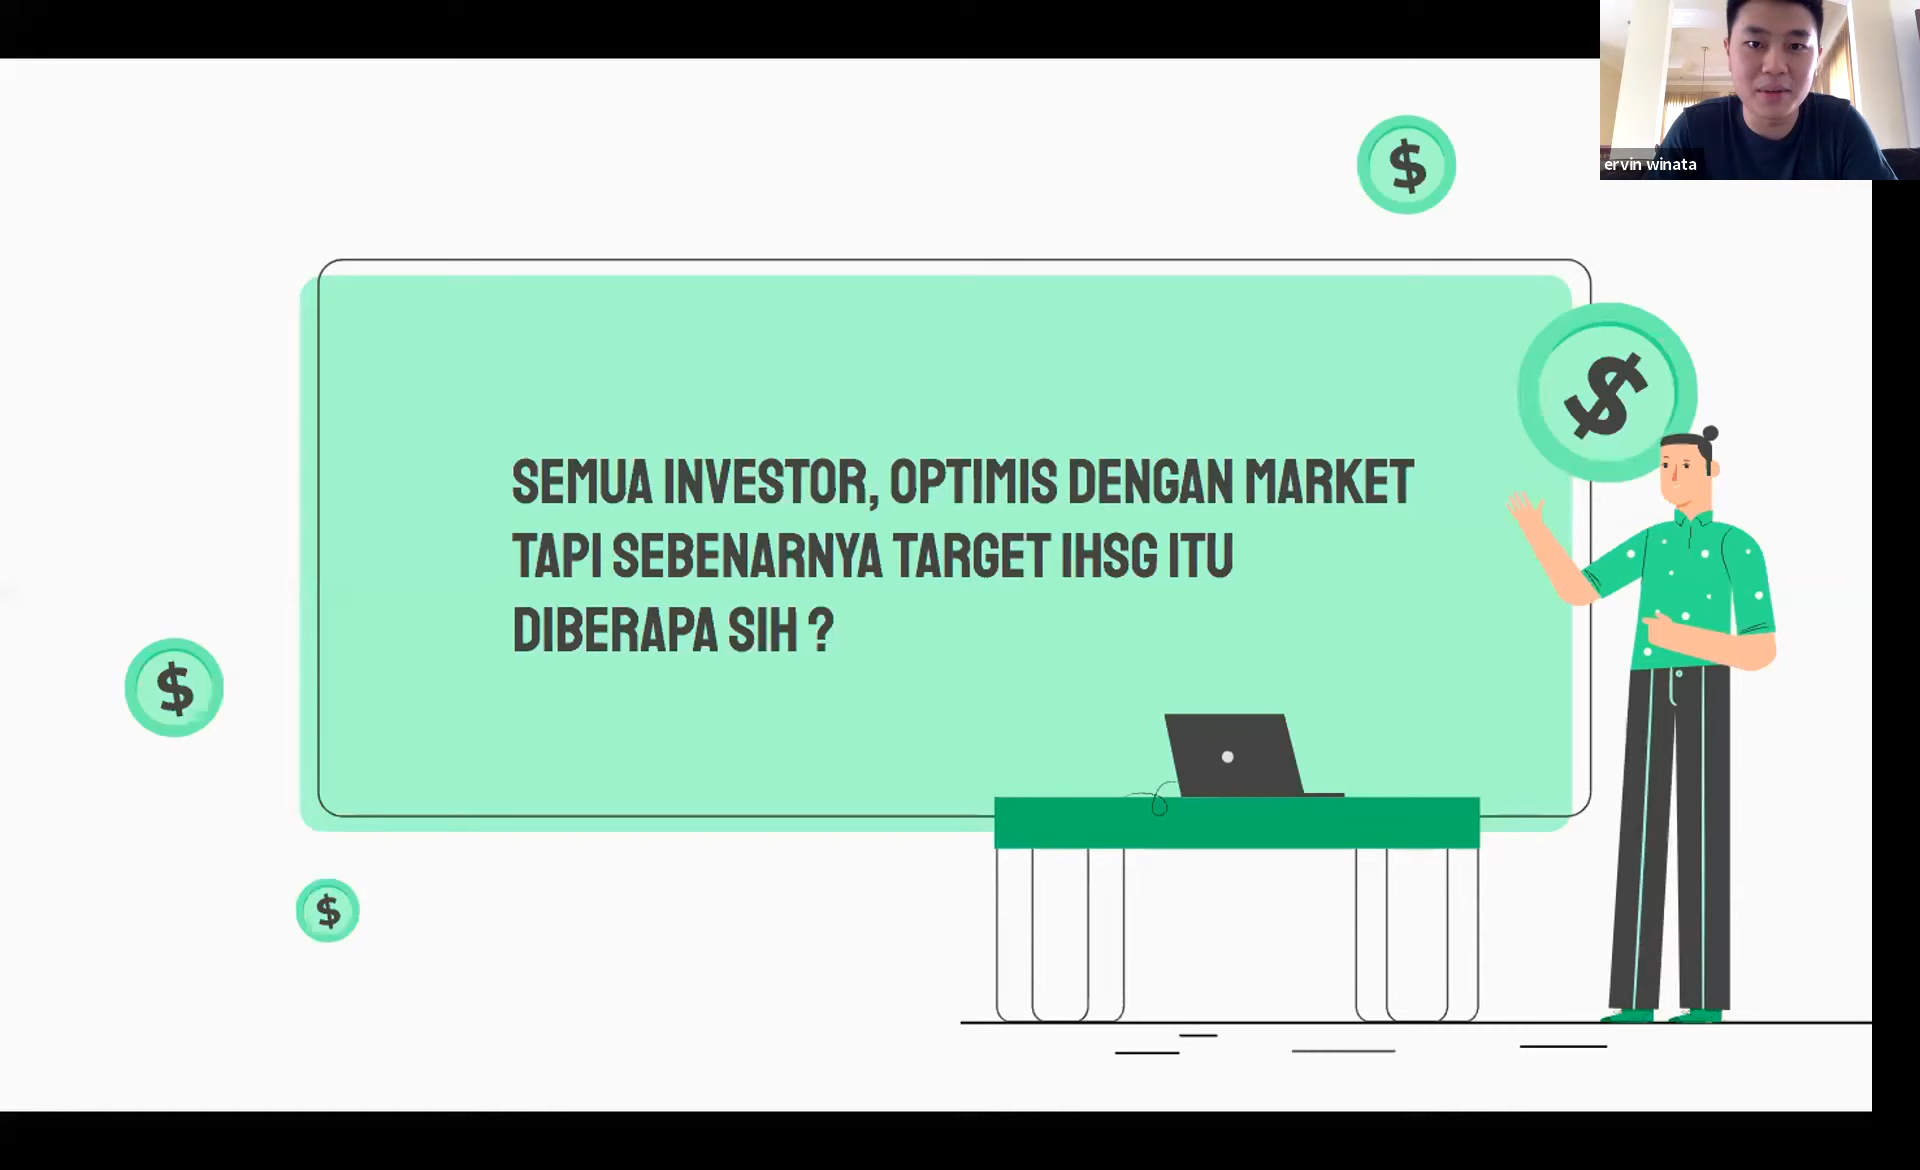 ervin winata
$
$
SEMUA INVESTOR, OPTIMIS DENGAN MARKET
TAPI SEBENARNYA TARGET IHSG ITU
DIBERAPA SIH ?
$
$